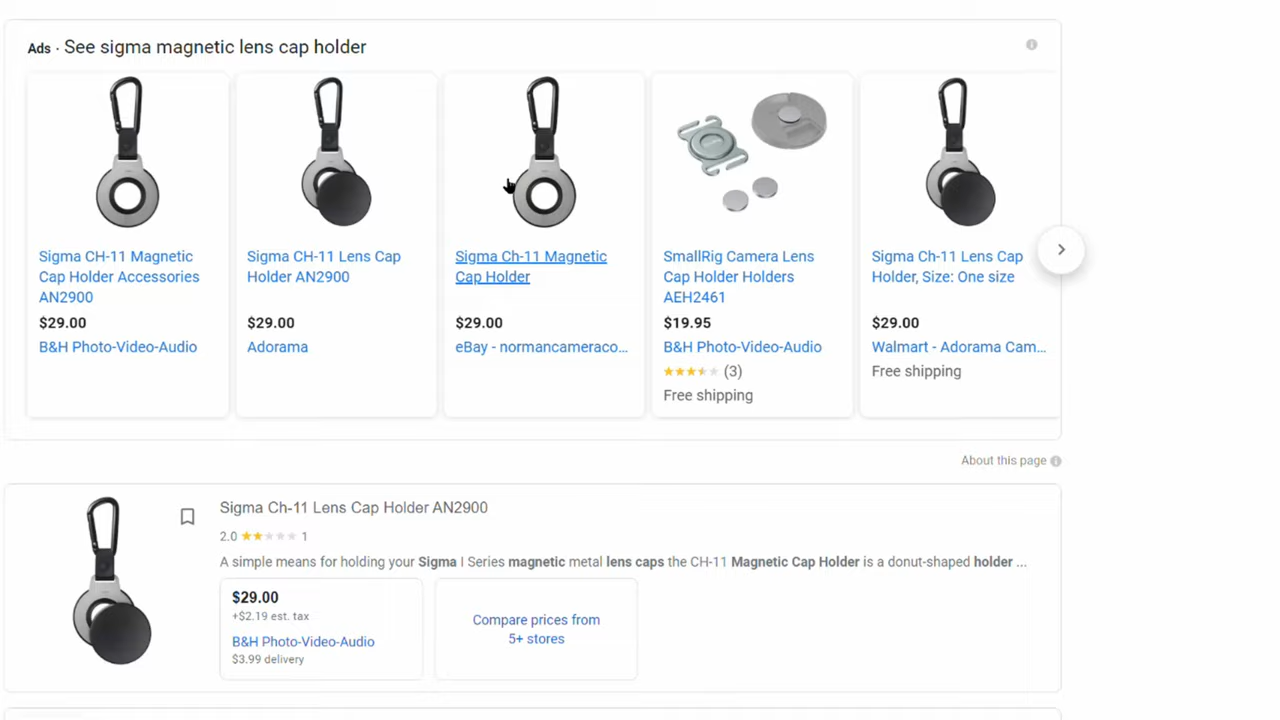 Ads · See sigma magnetic lens cap holder
Sigma CH-11 Magnetic
Cap Holder Accessories
AN2900
$29.00
B&H Photo-Video-Audio
Sigma CH-11 Lens Cap
Holder AN2900
$29.00
Adorama
Sigma Ch-11 Magnetic
Cap Holder
$29.00
eBay - normancameraco...
SmallRig Camera Lens
Cap Holder Holders
AEH2461
$19.95
B&H Photo-Video-Audio
(3)
Free shipping
Sigma Ch-11 Lens Cap
Holder, Size: One size
$29.00
Walmart - Adorama Cam...
Free shipping
About this page
Sigma Ch-11 Lens Cap Holder AN2900
2.0 1
A simple means for holding your Sigma I Series magnetic metal lens caps the CH-11 Magnetic Cap Holder is a donut-shaped holder ...
$29.00
+$2.19 est. tax
B&H Photo-Video-Audio
$3.99 delivery
Compare prices from
5+ stores